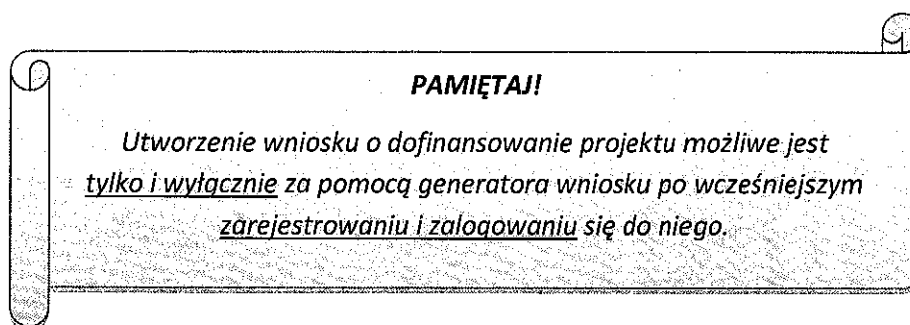 PAMIĘTAJ!
Utworzenie wniosku o dofinansowanie projektu możliwe jest
tylko i wyłącznie za pomocą generatora wniosku po wcześniejszym
zarejestrowaniu i zalogowaniu się do niego.